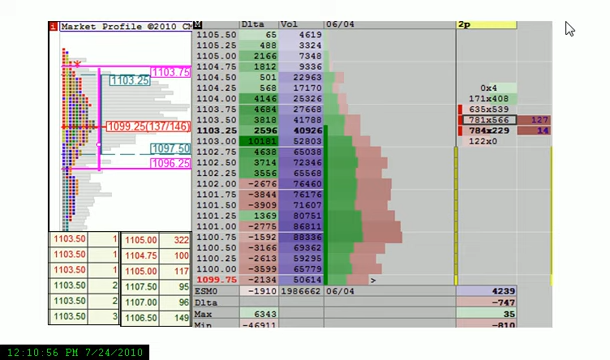 Market Profile ©2010 CM
1103.75
1103.25
1099.25(137/146)
1097.50
1096.25
1103.50 1 1105.00 322
1103.50 1 1104.75 100
1103.50 1 1105.00 117
1103.50 2 1107.50 95
1103.50 2 1107.00 96
1103.50 3 1106.50 149
Dlta Vol 06/04 2p
1105.50 65 4619
1105.25 488 3324
1105.00 2166 7348
1104.75 1812 9336
1104.50 501 22963
1104.25 568 17170 0x4
1104.00 4146 25326 171x408
1103.75 4684 27668 635x539
1103.50 3818 41788 781x566 127
1103.25 2596 40926 784x229 14
1103.00 10181 52803 122x0
1102.75 4638 65038
1102.50 3714 72346
1102.25 3556 65568
1102.00 -2676 76460
1101.75 -3844 76176
1101.50 -3909 71607
1101.25 1369 80751
1101.00 -2775 86811
1100.75 -1592 88336
1100.50 -3166 69362
1100.25 -2613 59295
1100.00 -3599 65779
1099.75 -2134 50614 >
ESM0 -1910 1986662 06/04 4239
Dlta -747
Max 6343 35
Min -46911 -810
12:10:56 PM 7/24/2010